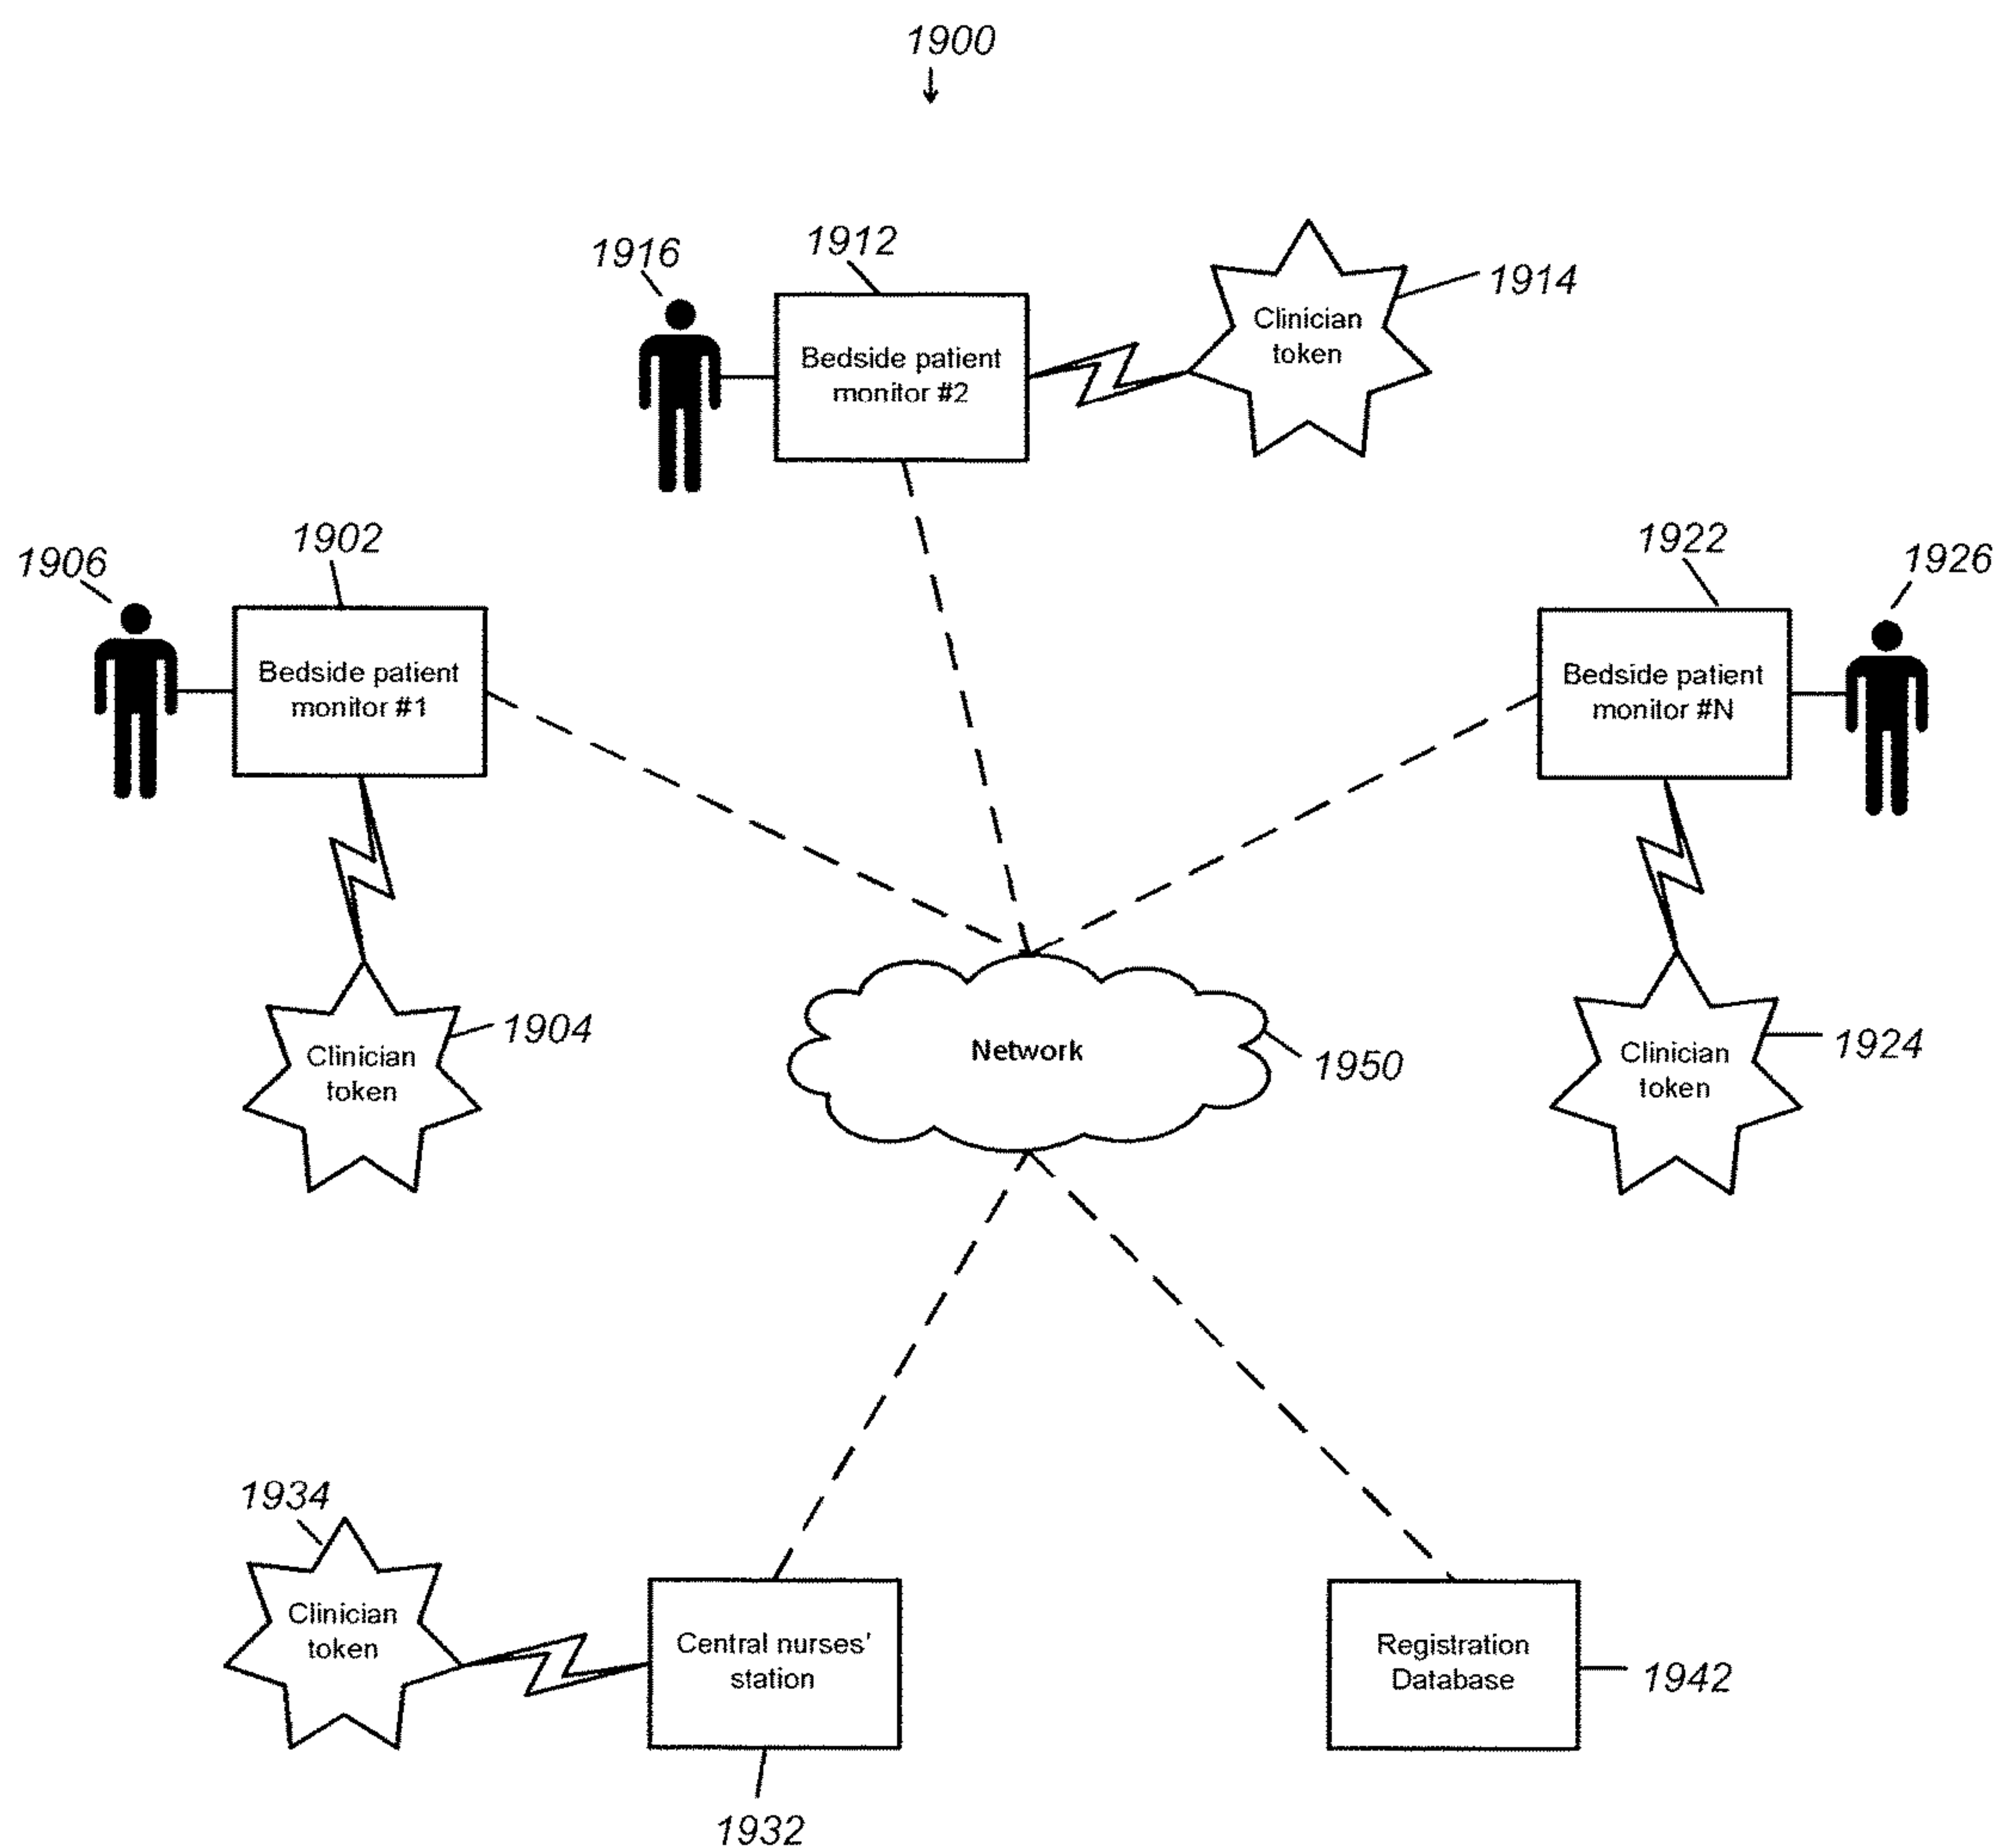 1900
1916
1912
Bedside patient
monitor #2
Clinician
token
1914
1906
1902
Bedside patient
monitor #1
1922
1926
Bedside patient
monitor #N
Clinician
token
1904
Network
1950
Clinician
token
1924
1934
Clinician
token
Central nurses'
station
1932
Registration
Database
1942